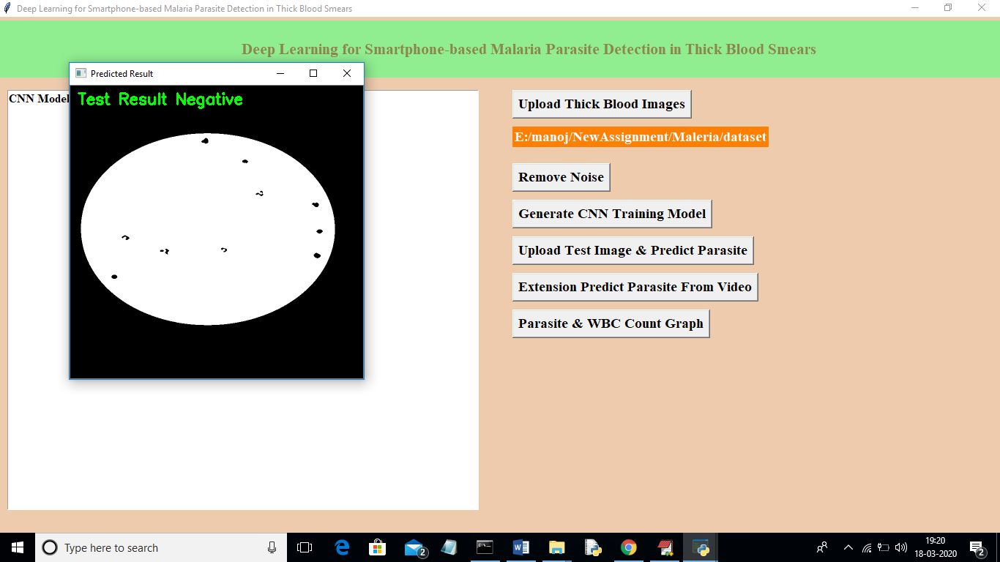 Deep Learning for Smartphone-based Malaria Parasite Detection in Thick Blood Smears
Deep Learning for Smartphone-based Malaria Parasite Detection in Thick Blood Smears
Predicted Result
CNN Model
Test Result Negative
Upload Thick Blood Images
E:/manoj/NewAssignment/Maleria/dataset
Remove Noise
Generate CNN Training Model
Upload Test Image & Predict Parasite
Extension Predict Parasite From Video
Parasite & WBC Count Graph
Type here to search
2
19:20
18-03-2020
2